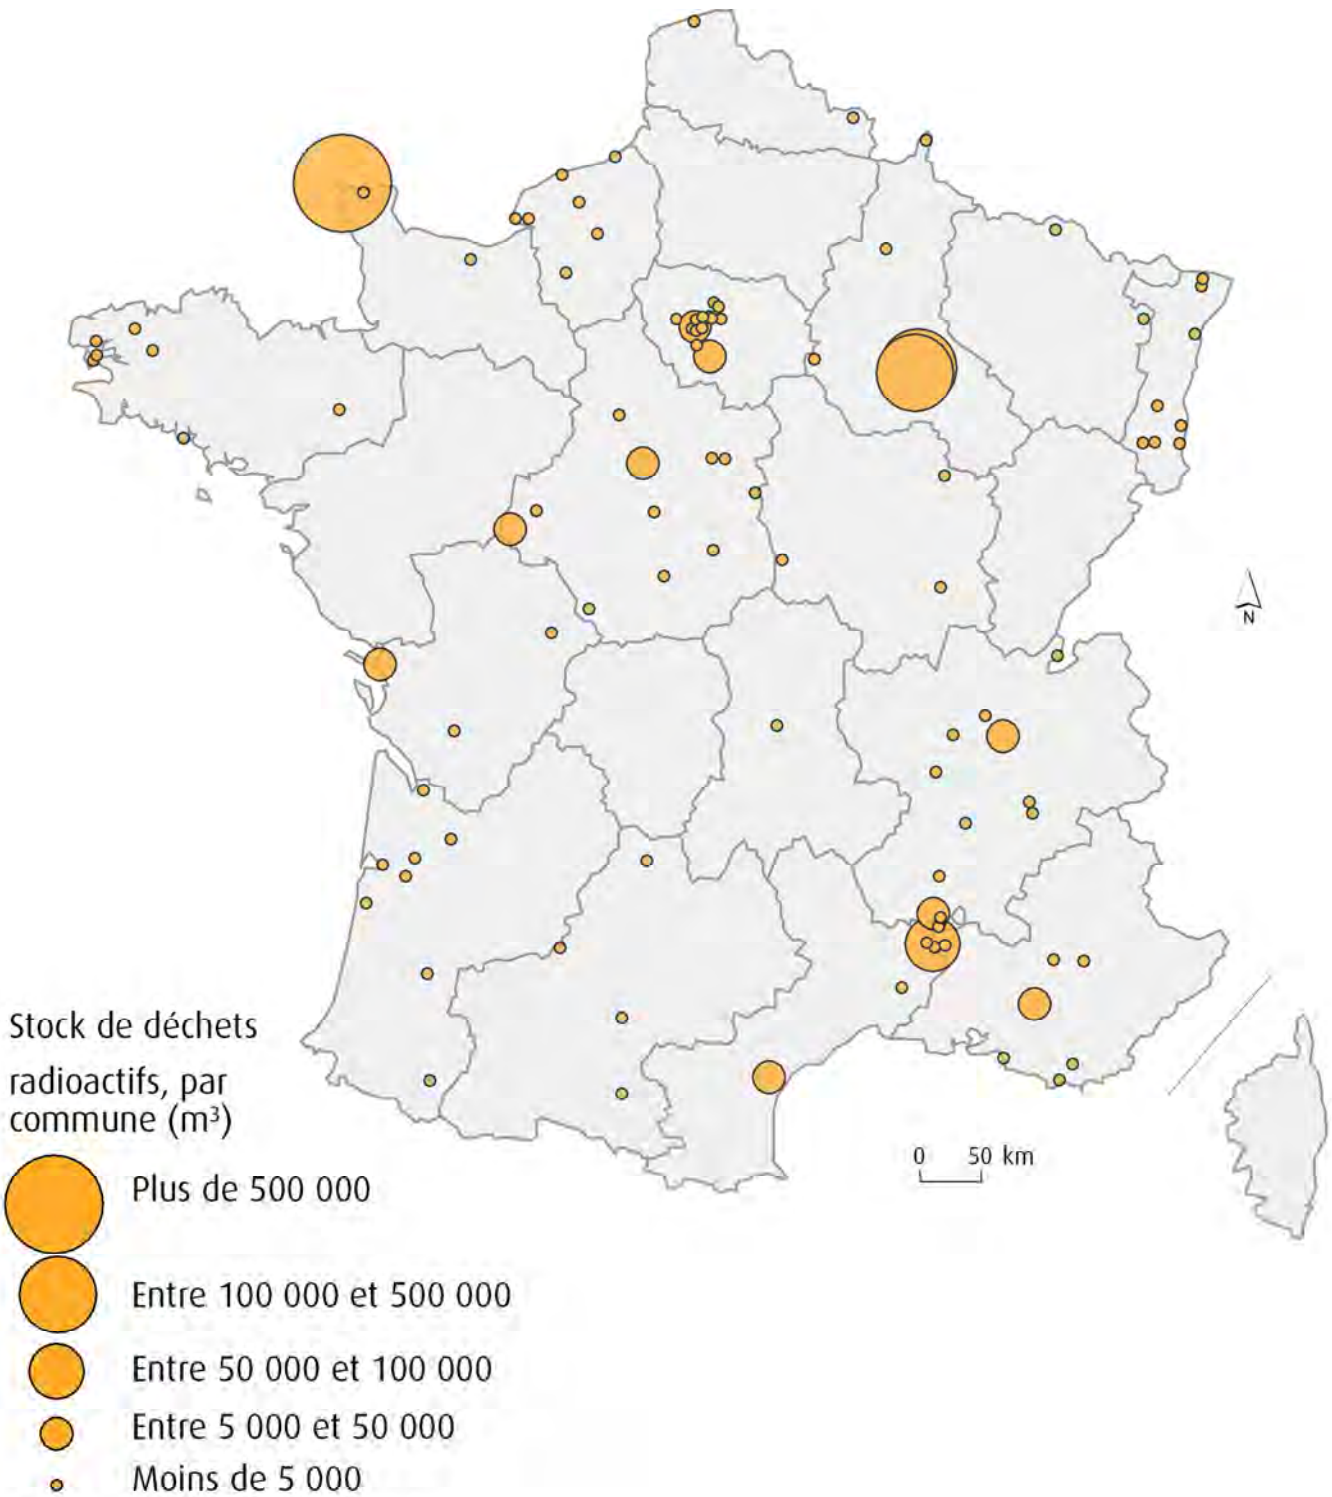 N
Stock de déchets
radioactifs, par
commune (m³)
0 50 km
Plus de 500 000
Entre 100 000 et 500 000
Entre 50 000 et 100 000
Entre 5 000 et 50 000
Moins de 5 000